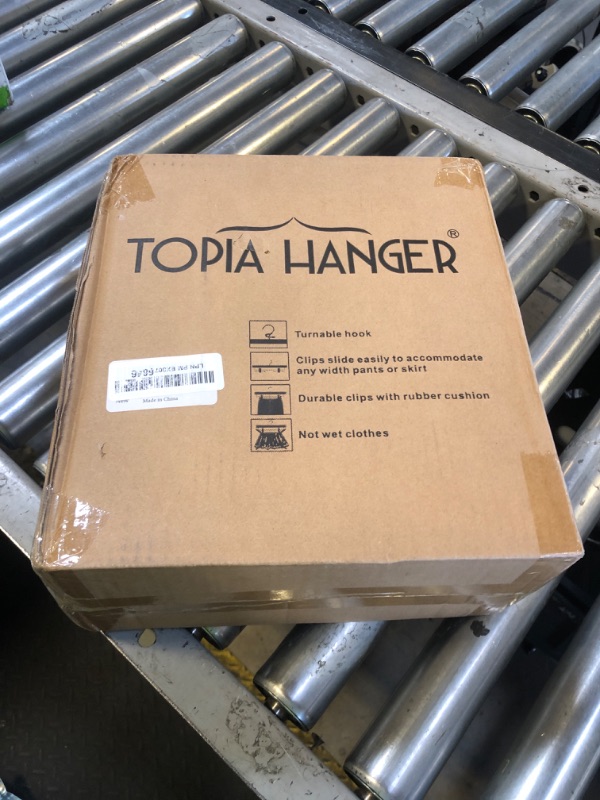 TOPIA HANGER®
Turnable hook
Clips slide easily to accommodate
any width pants or skirt
Durable clips with rubber cushion
Not wet clothes
Made in China